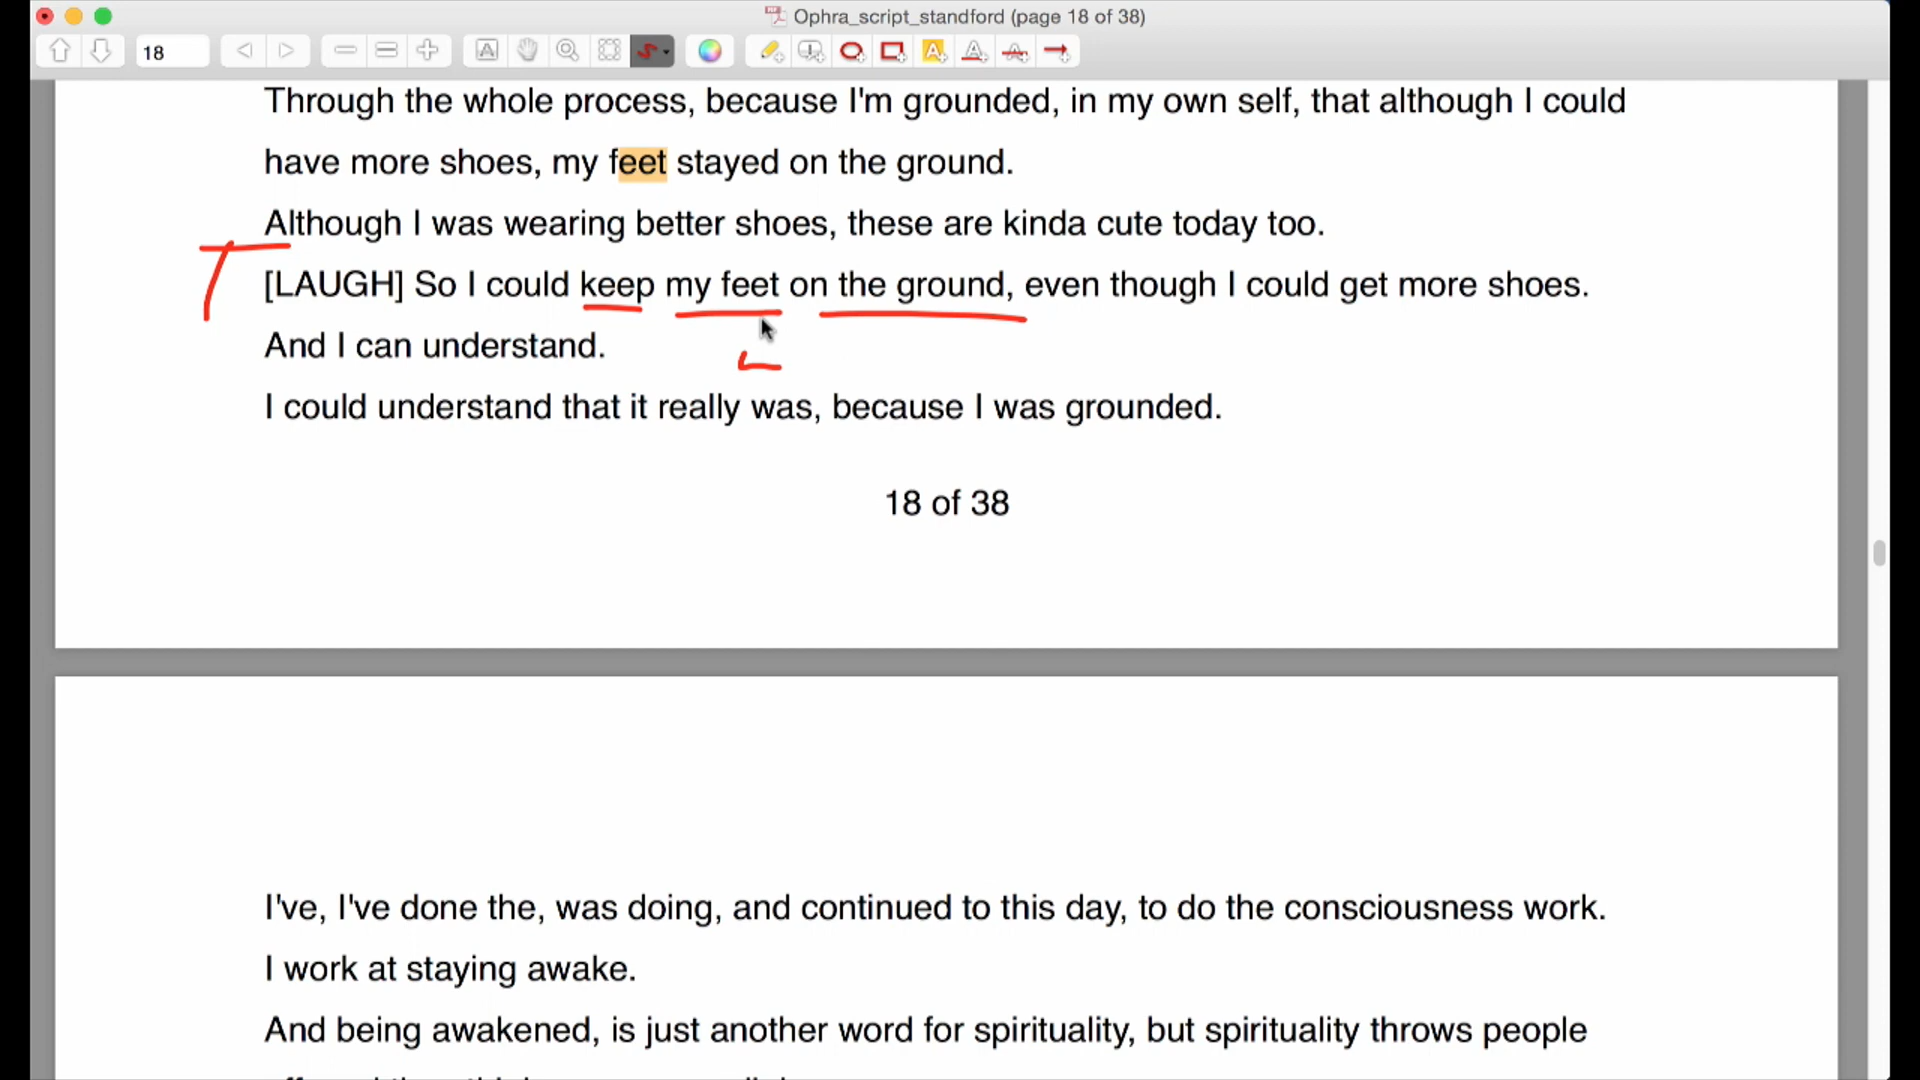 Ophra_script_standford (page 18 of 38)
18
Through the whole process, because I'm grounded, in my own self, that although I could
have more shoes, my feet stayed on the ground.
Although I was wearing better shoes, these are kinda cute today too.
[LAUGH] So I could keep my feet on the ground, even though I could get more shoes.
And I can understand.
I could understand that it really was, because I was grounded.
18 of 38
I've, I've done the, was doing, and continued to this day, to do the consciousness work.
I work at staying awake.
And being awakened, is just another word for spirituality, but spirituality throws people